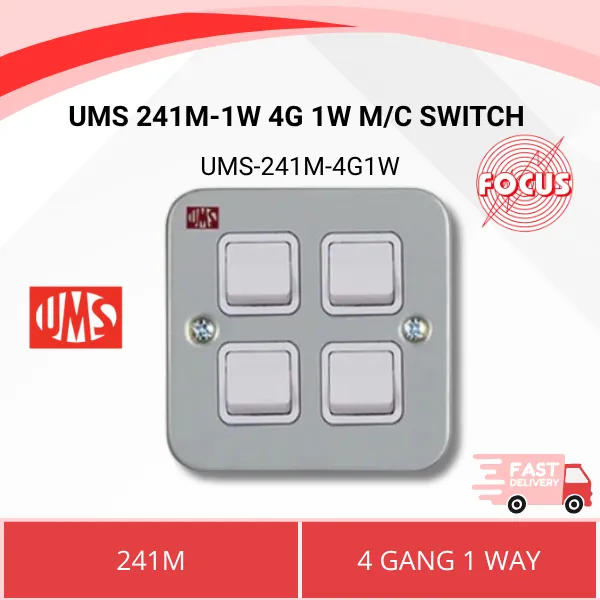 UMS 241M-1W 4G 1W M/C SWITCH
UMS-241M-4G1W
FOCUS
UMS
UMS
FAST
DELIVERY
241M
4 GANG 1 WAY